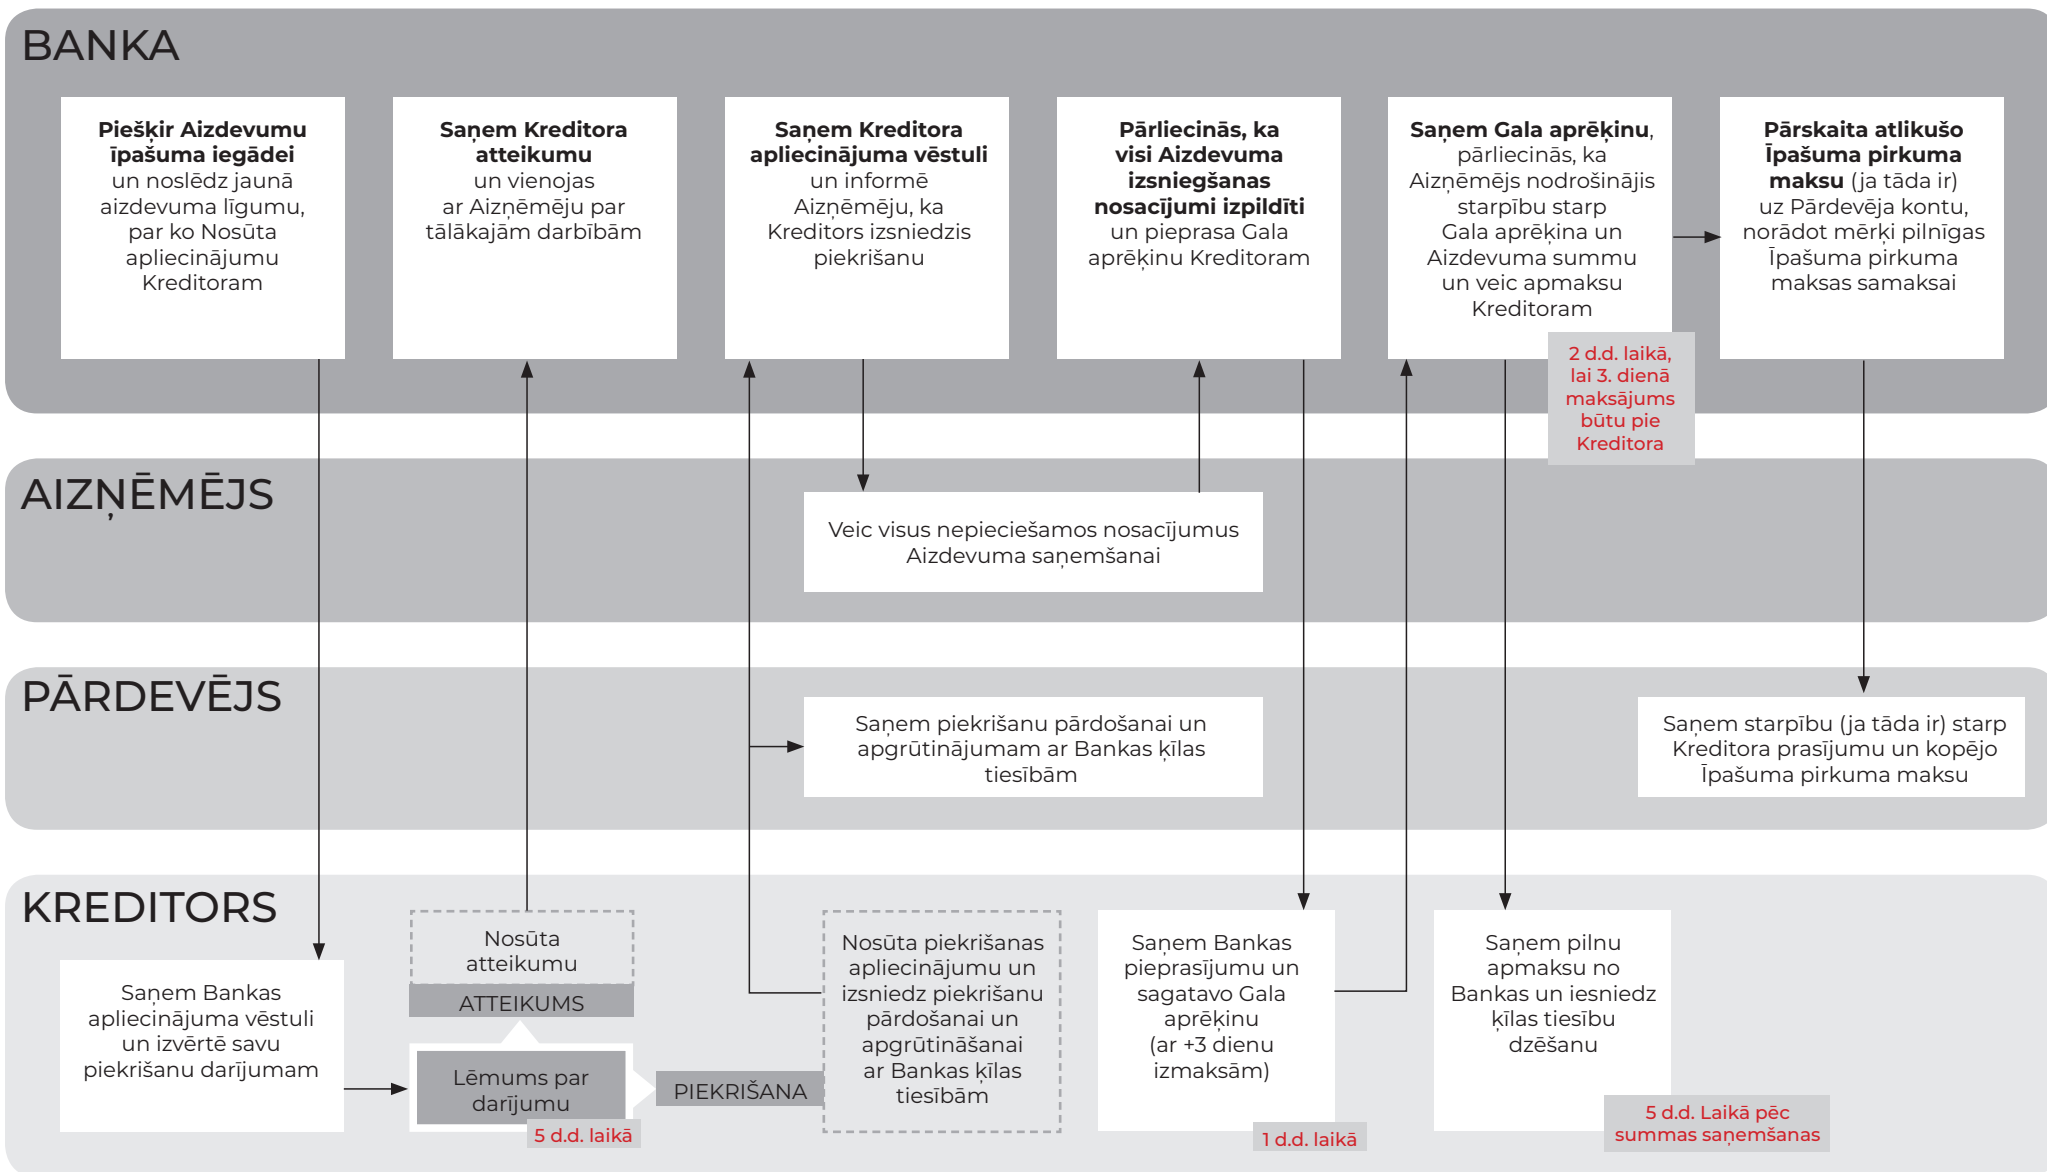 BANKA
Piešķir Aizdevumu
īpašuma iegādei
un noslēdz jaunā
aizdevuma līgumu,
par ko Nosūta
apliecinājumu
Kreditoram
Saņem Kreditora
atteikumu
un vienojas
ar Aizņēmēju par
tālākajām darbībām
Saņem Kreditora
apliecinājuma vēstuli
un informē
Aizņēmēju, ka
Kreditors izsniedzis
piekrišanu
Pārliecinās, ka
visi Aizdevuma
izsniegšanas
nosacījumi izpildīti
un pieprasa Gala
aprēķinu Kreditoram
Saņem Gala aprēķinu,
pārliecinās, ka
Aizņēmējs nodrošinājis
starpību starp
Gala aprēķina un
Aizdevuma summu
un veic apmaksu
Kreditoram
2 d.d. laikā,
lai 3. dienā
maksājums
būtu pie
Kreditora
Pārskaita atlikušo
Īpašuma pirkuma
maksu (ja tāda ir)
uz Pārdevēja kontu,
norādot mērķi pilnīgas
Īpašuma pirkuma
maksas samaksai
AIZŅĒMĒJS
Veic visus nepieciešamos nosacījumus
Aizdevuma saņemšanai
PĀRDEVĒJS
Saņem piekrišanu pārdošanai un
apgrūtinājumam ar Bankas ķīlas
tiesībām
Saņem starpību (ja tāda ir) starp
Kreditora prasījumu un kopējo
Īpašuma pirkuma maksu
KREDITORS
Saņem Bankas
apliecinājuma vēstuli
un izvērtē savu
piekrišanu darījumam
Nosūta
atteikumu
ATTEIKUMS
Lēmums par
darījumu
5 d.d. laikā
PIEKRIŠANA
Nosūta piekrišanas
apliecinājumu un
izsniedz piekrišanu
pārdošanai un
apgrūtināšanai
ar Bankas ķīlas
tiesībām
Saņem Bankas
pieprasījumu un
sagatavo Gala
aprēķinu
(ar +3 dienu
izmaksām)
1 d.d. laikā
Saņem pilnu
apmaksu no
Bankas un iesniedz
ķīlas tiesību
dzēšanu
5 d.d. Laikā pēc
summas saņemšanas